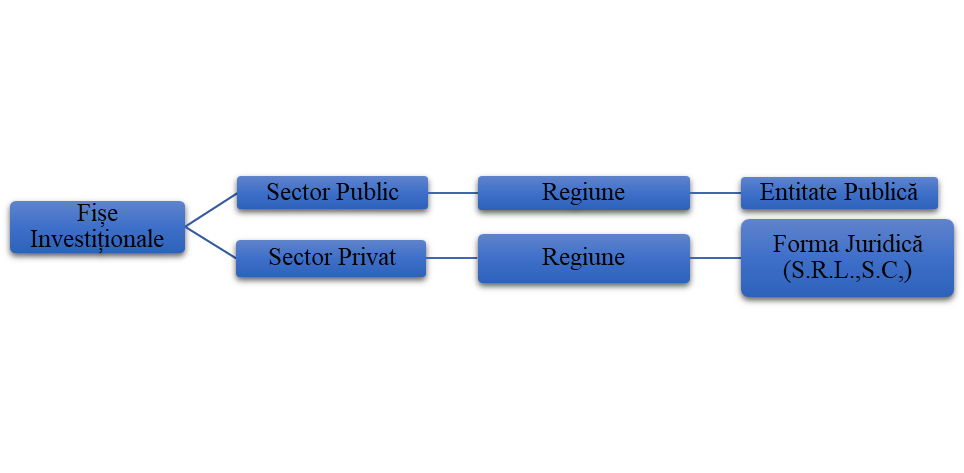 Fișe
Investiționale
Sector Public
Regiune
Entitate Publică
Sector Privat
Regiune
Forma Juridică
(S.R.L.,S.C,)